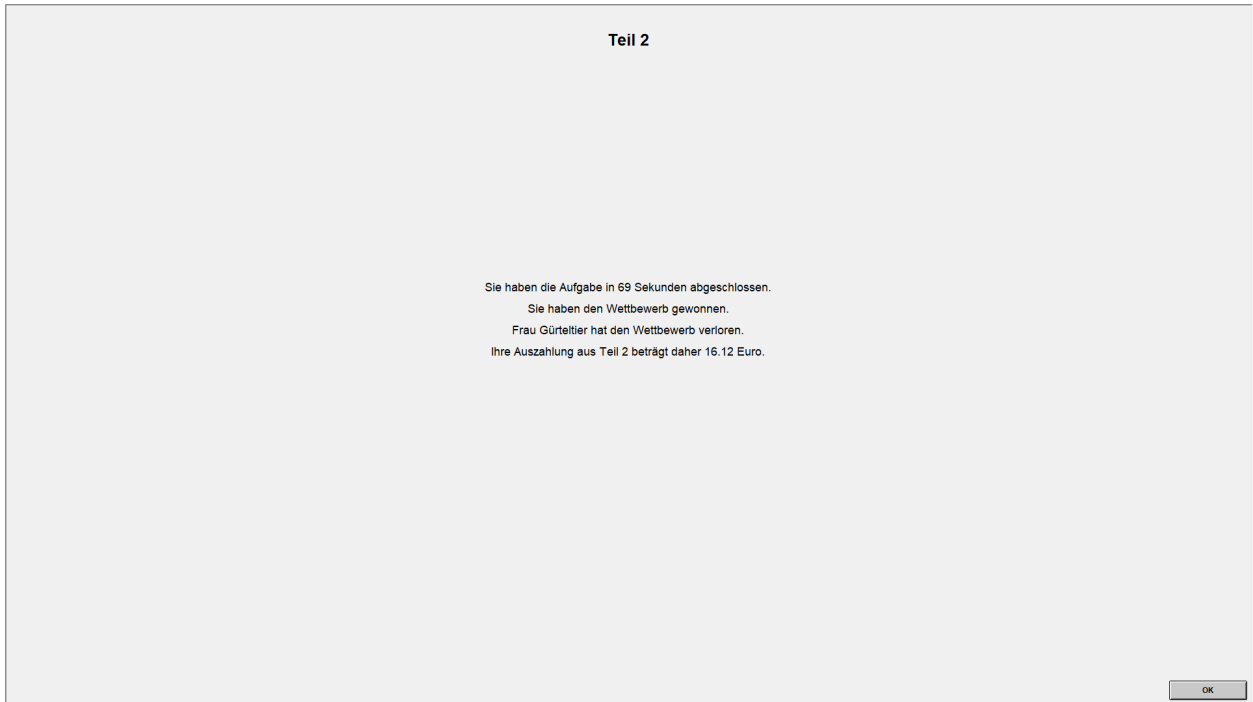 Teil 2
Sie haben die Aufgabe in 69 Sekunden abgeschlossen.
Sie haben den Wettbewerb gewonnen.
Frau Gürteltier hat den Wettbewerb verloren.
Ihre Auszahlung aus Teil 2 beträgt daher 16.12 Euro.
OK